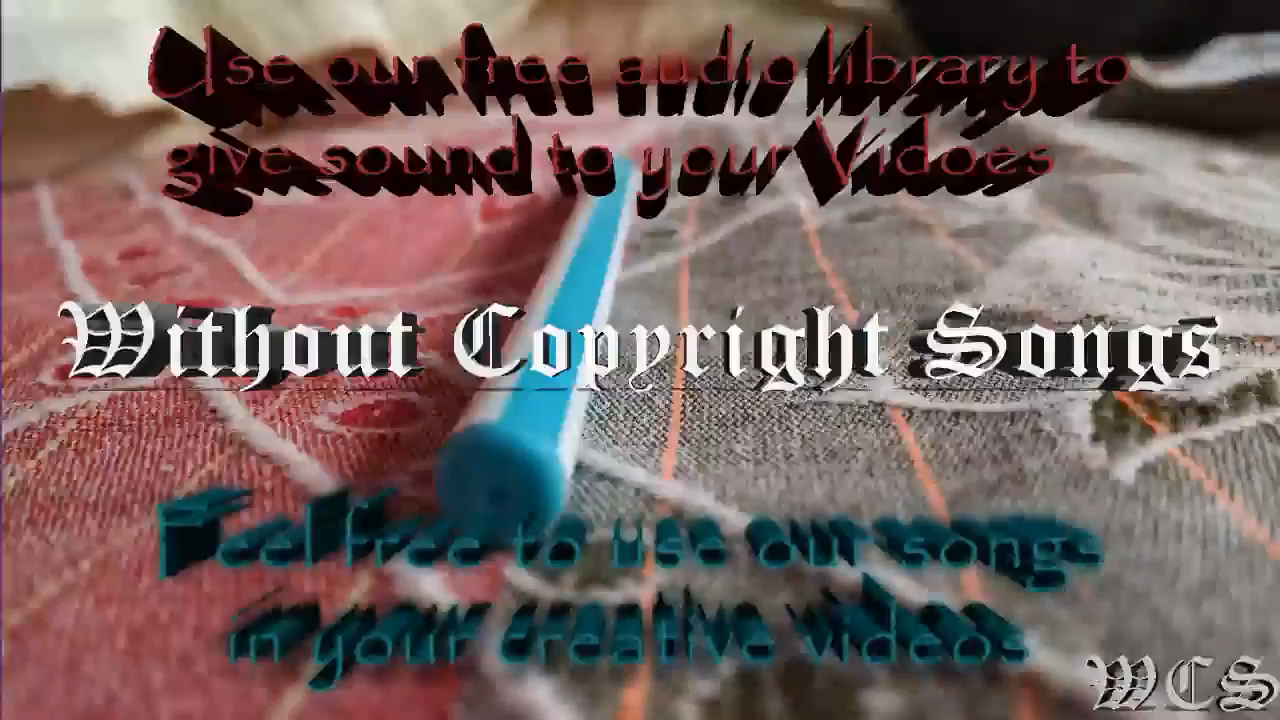 Use our free audio library to
give sound to your Vidoes
Without Copyright Songs
Feel free to use our songs
in your creative videos
WCS